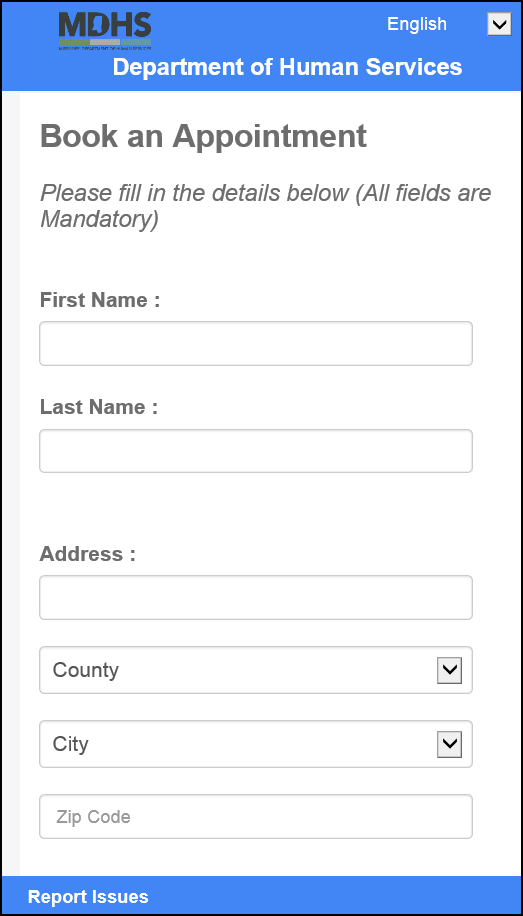 MDHS
English
Department of Human Services
Book an Appointment
Please fill in the details below (All fields are
Mandatory)
First Name :
Last Name :
Address :
County
City
Zip Code
Report Issues